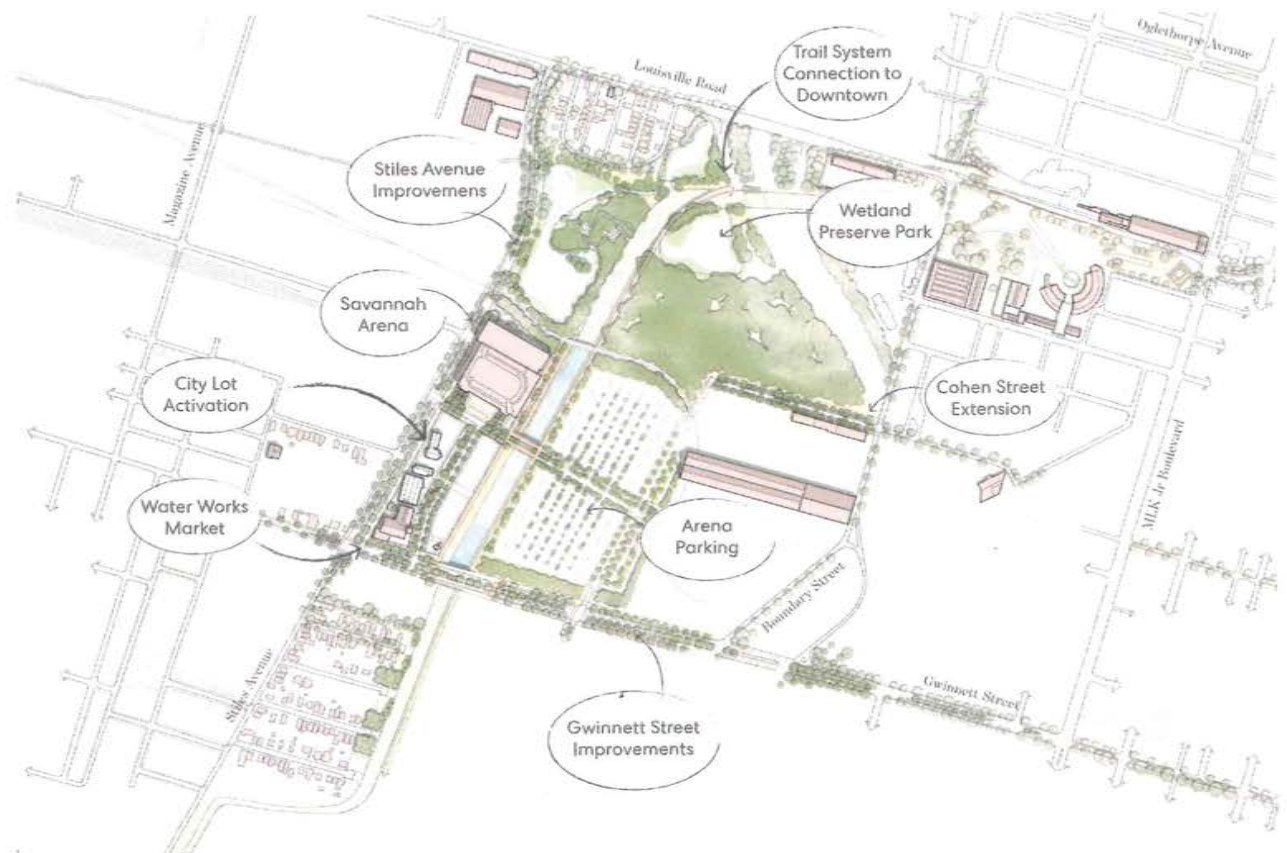 Oglethorpe Avenue
Trail System
Connection to
Downtown
Louisville Road
Magazine Avenue
Stiles Avenue
Improvemens
Wetland
Preserve Park
Savannah
Arena
City Lot
Activation
Cohen Street
Extension
MLK Jr Boulevard
Water Works
Market
Arena
Parking
Boundary Street
Stiles Avenue
Gwinnett Street
Gwinnett Street
Improvements